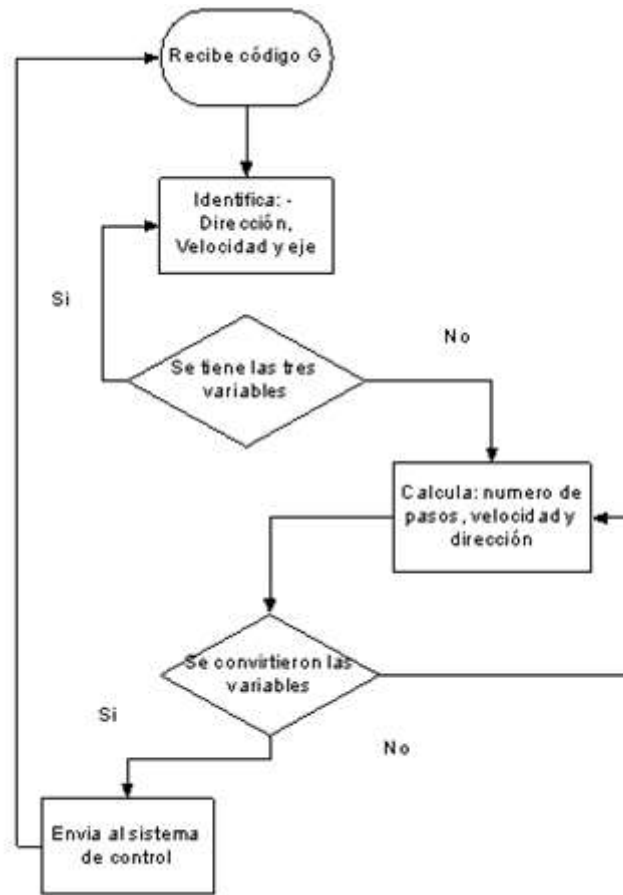 Recibe código G
Identifica: -
Dirección,
Velocidad y eje
Si
No
Se tiene las tres
variables
Calcula: numero de
pasos, velocidad y
dirección
Se convirtieron las
variables
Si
No
Envia al sistema
de control